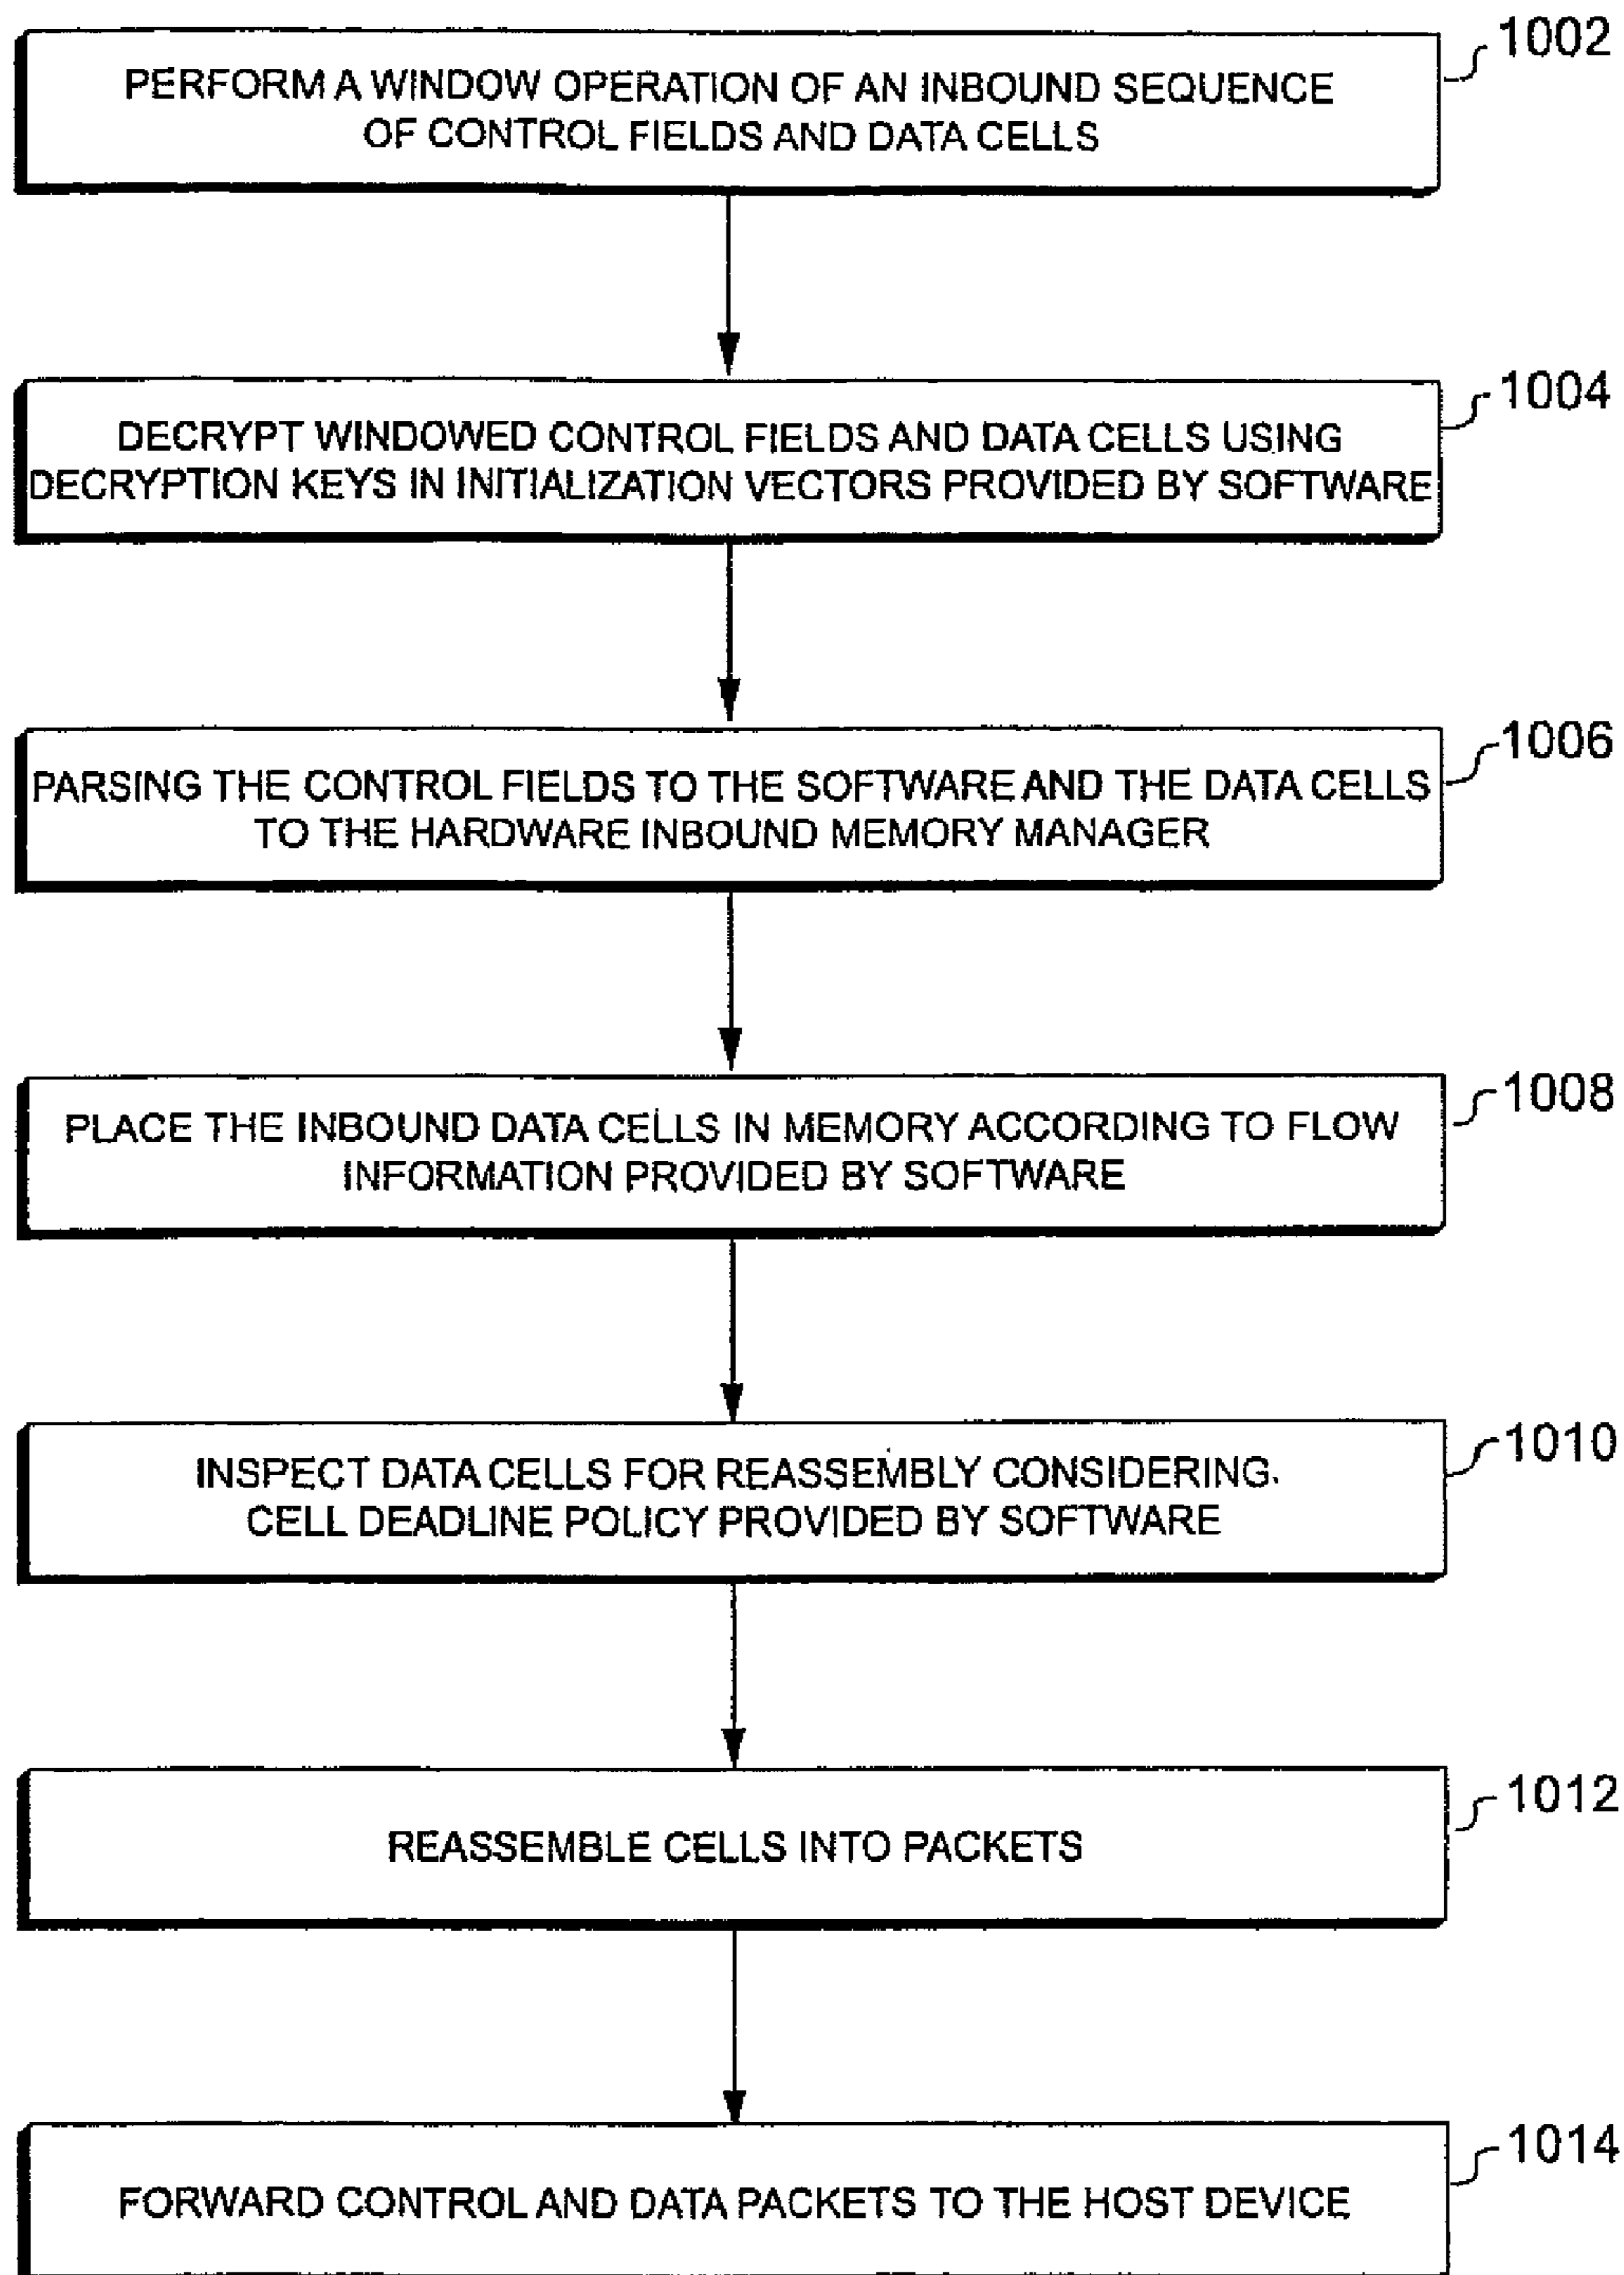 1002
PERFORM A WINDOW OPERATION OF AN INBOUND SEQUENCE
OF CONTROL FIELDS AND DATA CELLS
1004
DECRYPT WINDOWED CONTROL FIELDS AND DATA CELLS USING
DECRYPTION KEYS IN INITIALIZATION VECTORS PROVIDED BY SOFTWARE
1006
PARSING THE CONTROL FIELDS TO THE SOFTWARE AND THE DATA CELLS
TO THE HARDWARE INBOUND MEMORY MANAGER
1008
PLACE THE INBOUND DATA CELLS IN MEMORY ACCORDING TO FLOW
INFORMATION PROVIDED BY SOFTWARE
1010
INSPECT DATA CELLS FOR REASSEMBLY CONSIDERING.
CELL DEADLINE POLICY PROVIDED BY SOFTWARE
1012
REASSEMBLE CELLS INTO PACKETS
1014
FORWARD CONTROL AND DATA PACKETS TO THE HOST DEVICE